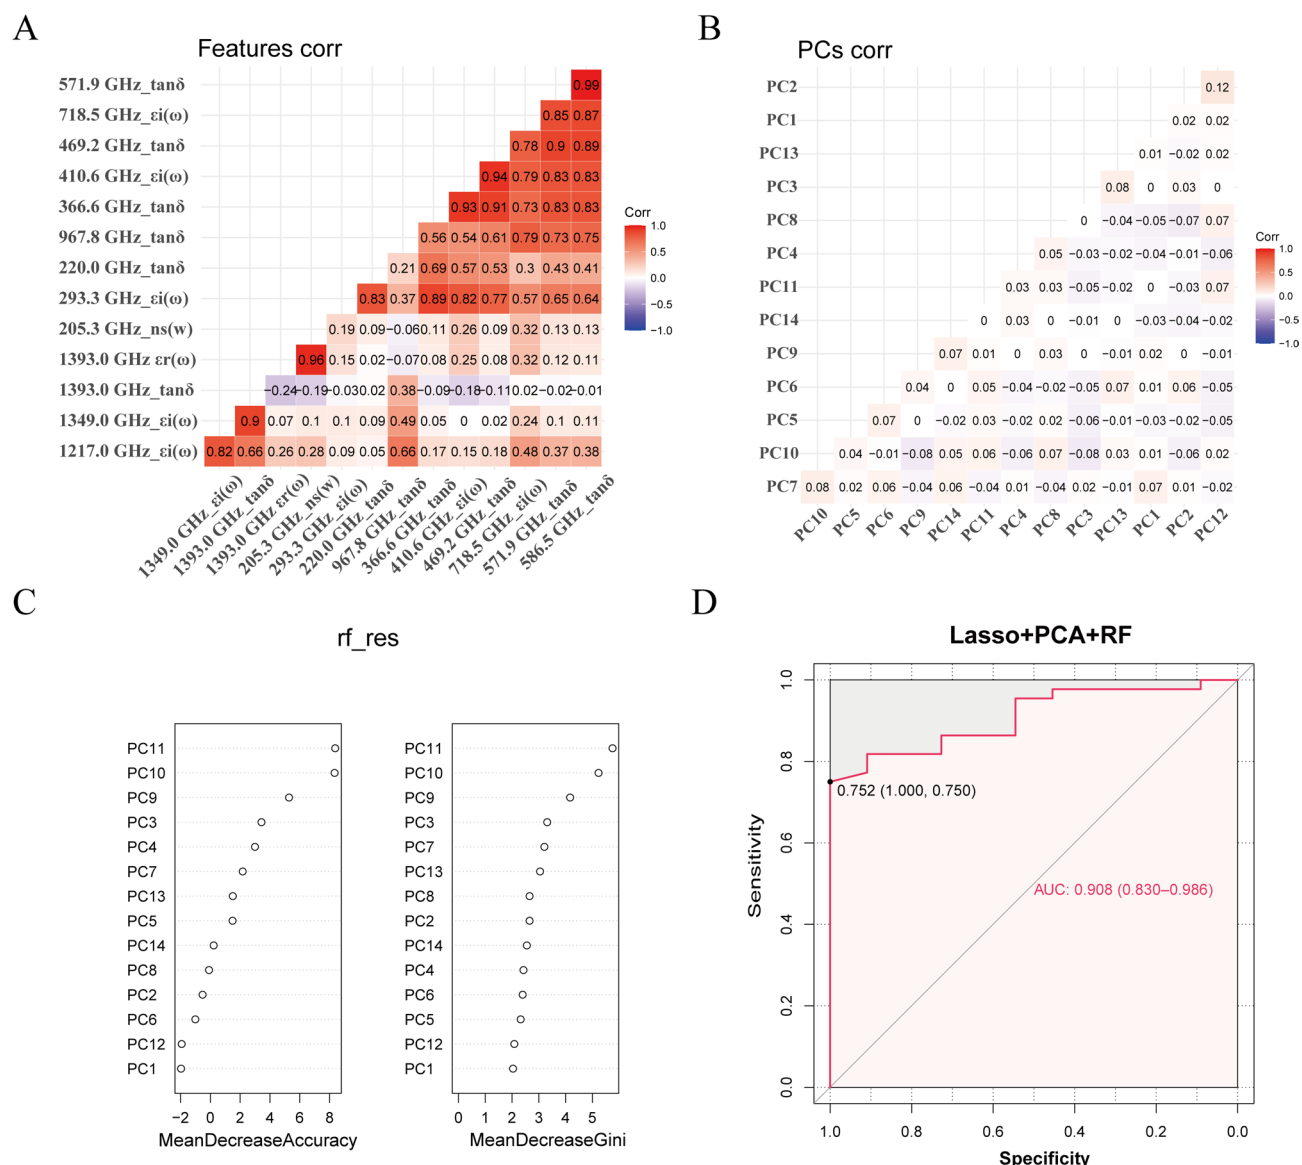 A
Features corr
571.9 GHz_tanδ 0.99
718.5 GHz_εi(ω) 0.85 0.87
469.2 GHz_tanδ 0.78 0.9 0.89
410.6 GHz_εi(ω) 0.94 0.79 0.83 0.83
366.6 GHz_tanδ 0.93 0.91 0.73 0.83 0.83
967.8 GHz_tanδ 0.56 0.54 0.61 0.79 0.73 0.75
220.0 GHz_tanδ 0.21 0.69 0.57 0.53 0.3 0.43 0.41
293.3 GHz_εi(ω) 0.83 0.37 0.89 0.82 0.77 0.57 0.65 0.64
205.3 GHz_ns(w) 0.19 0.09 −0.06 0.11 0.26 0.09 0.32 0.13 0.13
1393.0 GHz εr(ω) 0.96 0.15 0.02 −0.07 0.08 0.25 0.08 0.32 0.12 0.11
1393.0 GHz_tanδ −0.24 −0.19 −0.03 0.02 0.38 −0.09 −0.18 −0.11 0.02 −0.02 −0.01
1349.0 GHz_εi(ω) 0.9 0.07 0.1 0.1 0.09 0.49 0.05 0 0.02 0.24 0.1 0.11
1217.0 GHz_εi(ω) 0.82 0.66 0.26 0.28 0.09 0.05 0.66 0.17 0.15 0.18 0.48 0.37 0.38
1349.0 GHz_εi(ω)
1393.0 GHz_tanδ
1393.0 GHz εr(ω)
205.3 GHz_ns(w)
293.3 GHz_εi(ω)
220.0 GHz_tanδ
967.8 GHz_tanδ
366.6 GHz_tanδ
410.6 GHz_εi(ω)
469.2 GHz_tanδ
718.5 GHz_εi(ω)
571.9 GHz_tanδ
586.5 GHz_tanδ
Corr
1.0
0.5
0.0
−0.5
−1.0
B
PCs corr
PC2 0.12
PC1 0.02 0.02
PC13 0.01 −0.02 0.02
PC3 0.08 0 0.03 0
PC8 0 −0.04 −0.05 −0.07 0.07
PC4 0.05 −0.03 −0.02 −0.04 −0.01 −0.06
PC11 0.03 0.03 −0.05 −0.02 0 −0.03 0.07
PC14 0 0.03 0 −0.01 0 −0.03 −0.04 −0.02
PC9 0.07 0.01 0 0.03 0 −0.01 0.02 0 −0.01
PC6 0.04 0 0.05 −0.04 −0.02 −0.05 0.07 0.01 0.06 −0.05
PC5 0.07 0 −0.02 0.03 −0.02 0.02 −0.06 −0.01 −0.03 −0.02 −0.05
PC10 0.04 −0.01 −0.08 0.05 0.06 −0.06 0.07 −0.08 0.03 0.01 −0.06 0.02
PC7 0.08 0.02 0.06 −0.04 0.06 −0.04 0.01 −0.04 0.02 −0.01 0.07 0.01 −0.02
PC10 PC5 PC6 PC9 PC14 PC11 PC4 PC8 PC3 PC13 PC1 PC2 PC12
Corr
1.0
0.5
0.0
−0.5
−1.0
C
rf_res
PC11
PC10
PC9
PC3
PC4
PC7
PC13
PC5
PC14
PC8
PC2
PC6
PC12
PC1
−2 0 2 4 6 8
MeanDecreaseAccuracy
PC11
PC10
PC9
PC3
PC7
PC13
PC8
PC2
PC14
PC4
PC6
PC5
PC12
PC1
0 1 2 3 4 5
MeanDecreaseGini
D
Lasso+PCA+RF
Sensitivity
1.0
0.8
0.6
0.4
0.2
0.0
0.752 (1.000, 0.750)
AUC: 0.908 (0.830–0.986)
1.0 0.8 0.6 0.4 0.2 0.0
Specificity